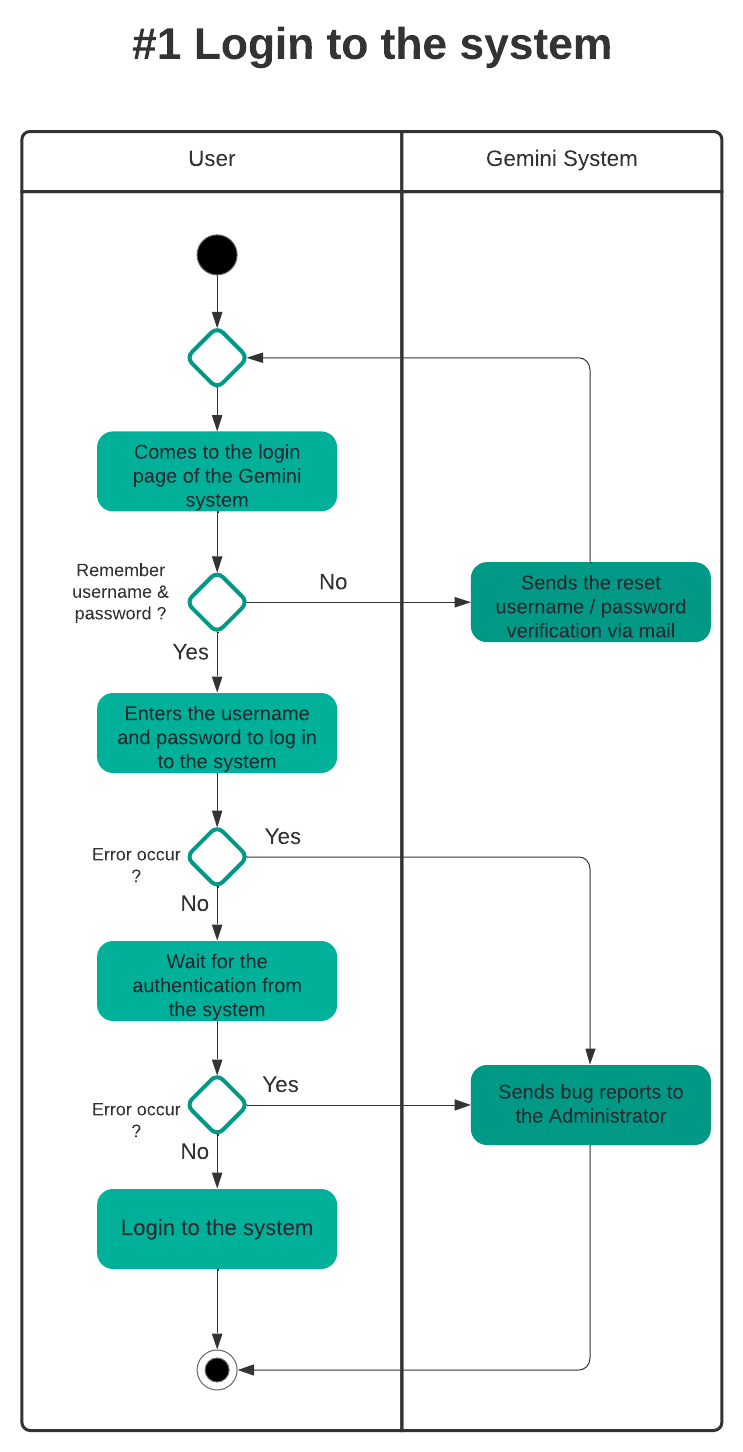 #1 Login to the system
User
Gemini System
Comes to the login
page of the Gemini
system
Remember
username &
password ?
No
Sends the reset
username / password
verification via mail
Yes
Enters the username
and password to log in
to the system
Yes
Error occur
?
No
Wait for the
authentication from
the system
Yes
Error occur
?
Sends bug reports to
the Administrator
No
Login to the system